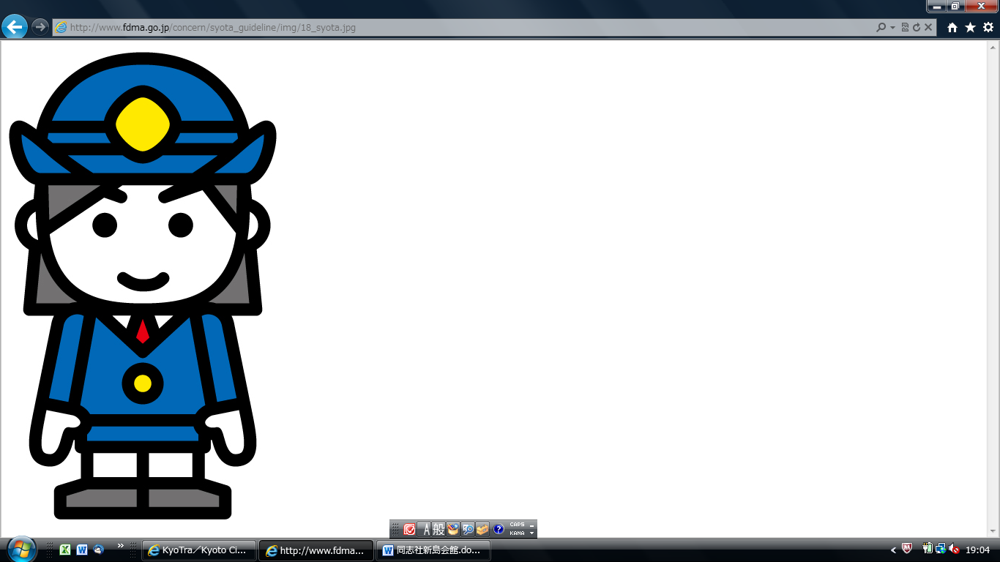 http://www.fdma.go.jp/concern/syota_guideline/img/18_syota.jpg
A 般 CAPS
KANA
KyoTra／Kyoto Ci...
http://www.fdma....
同志社新島会館.do...
19:04